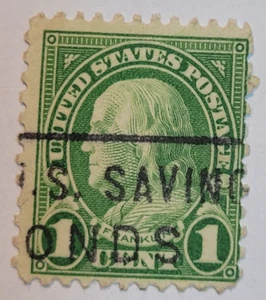 UNITED STATES POSTAGE
.S. SAVING
FRANKLIN
1 CENT 1
ONDS